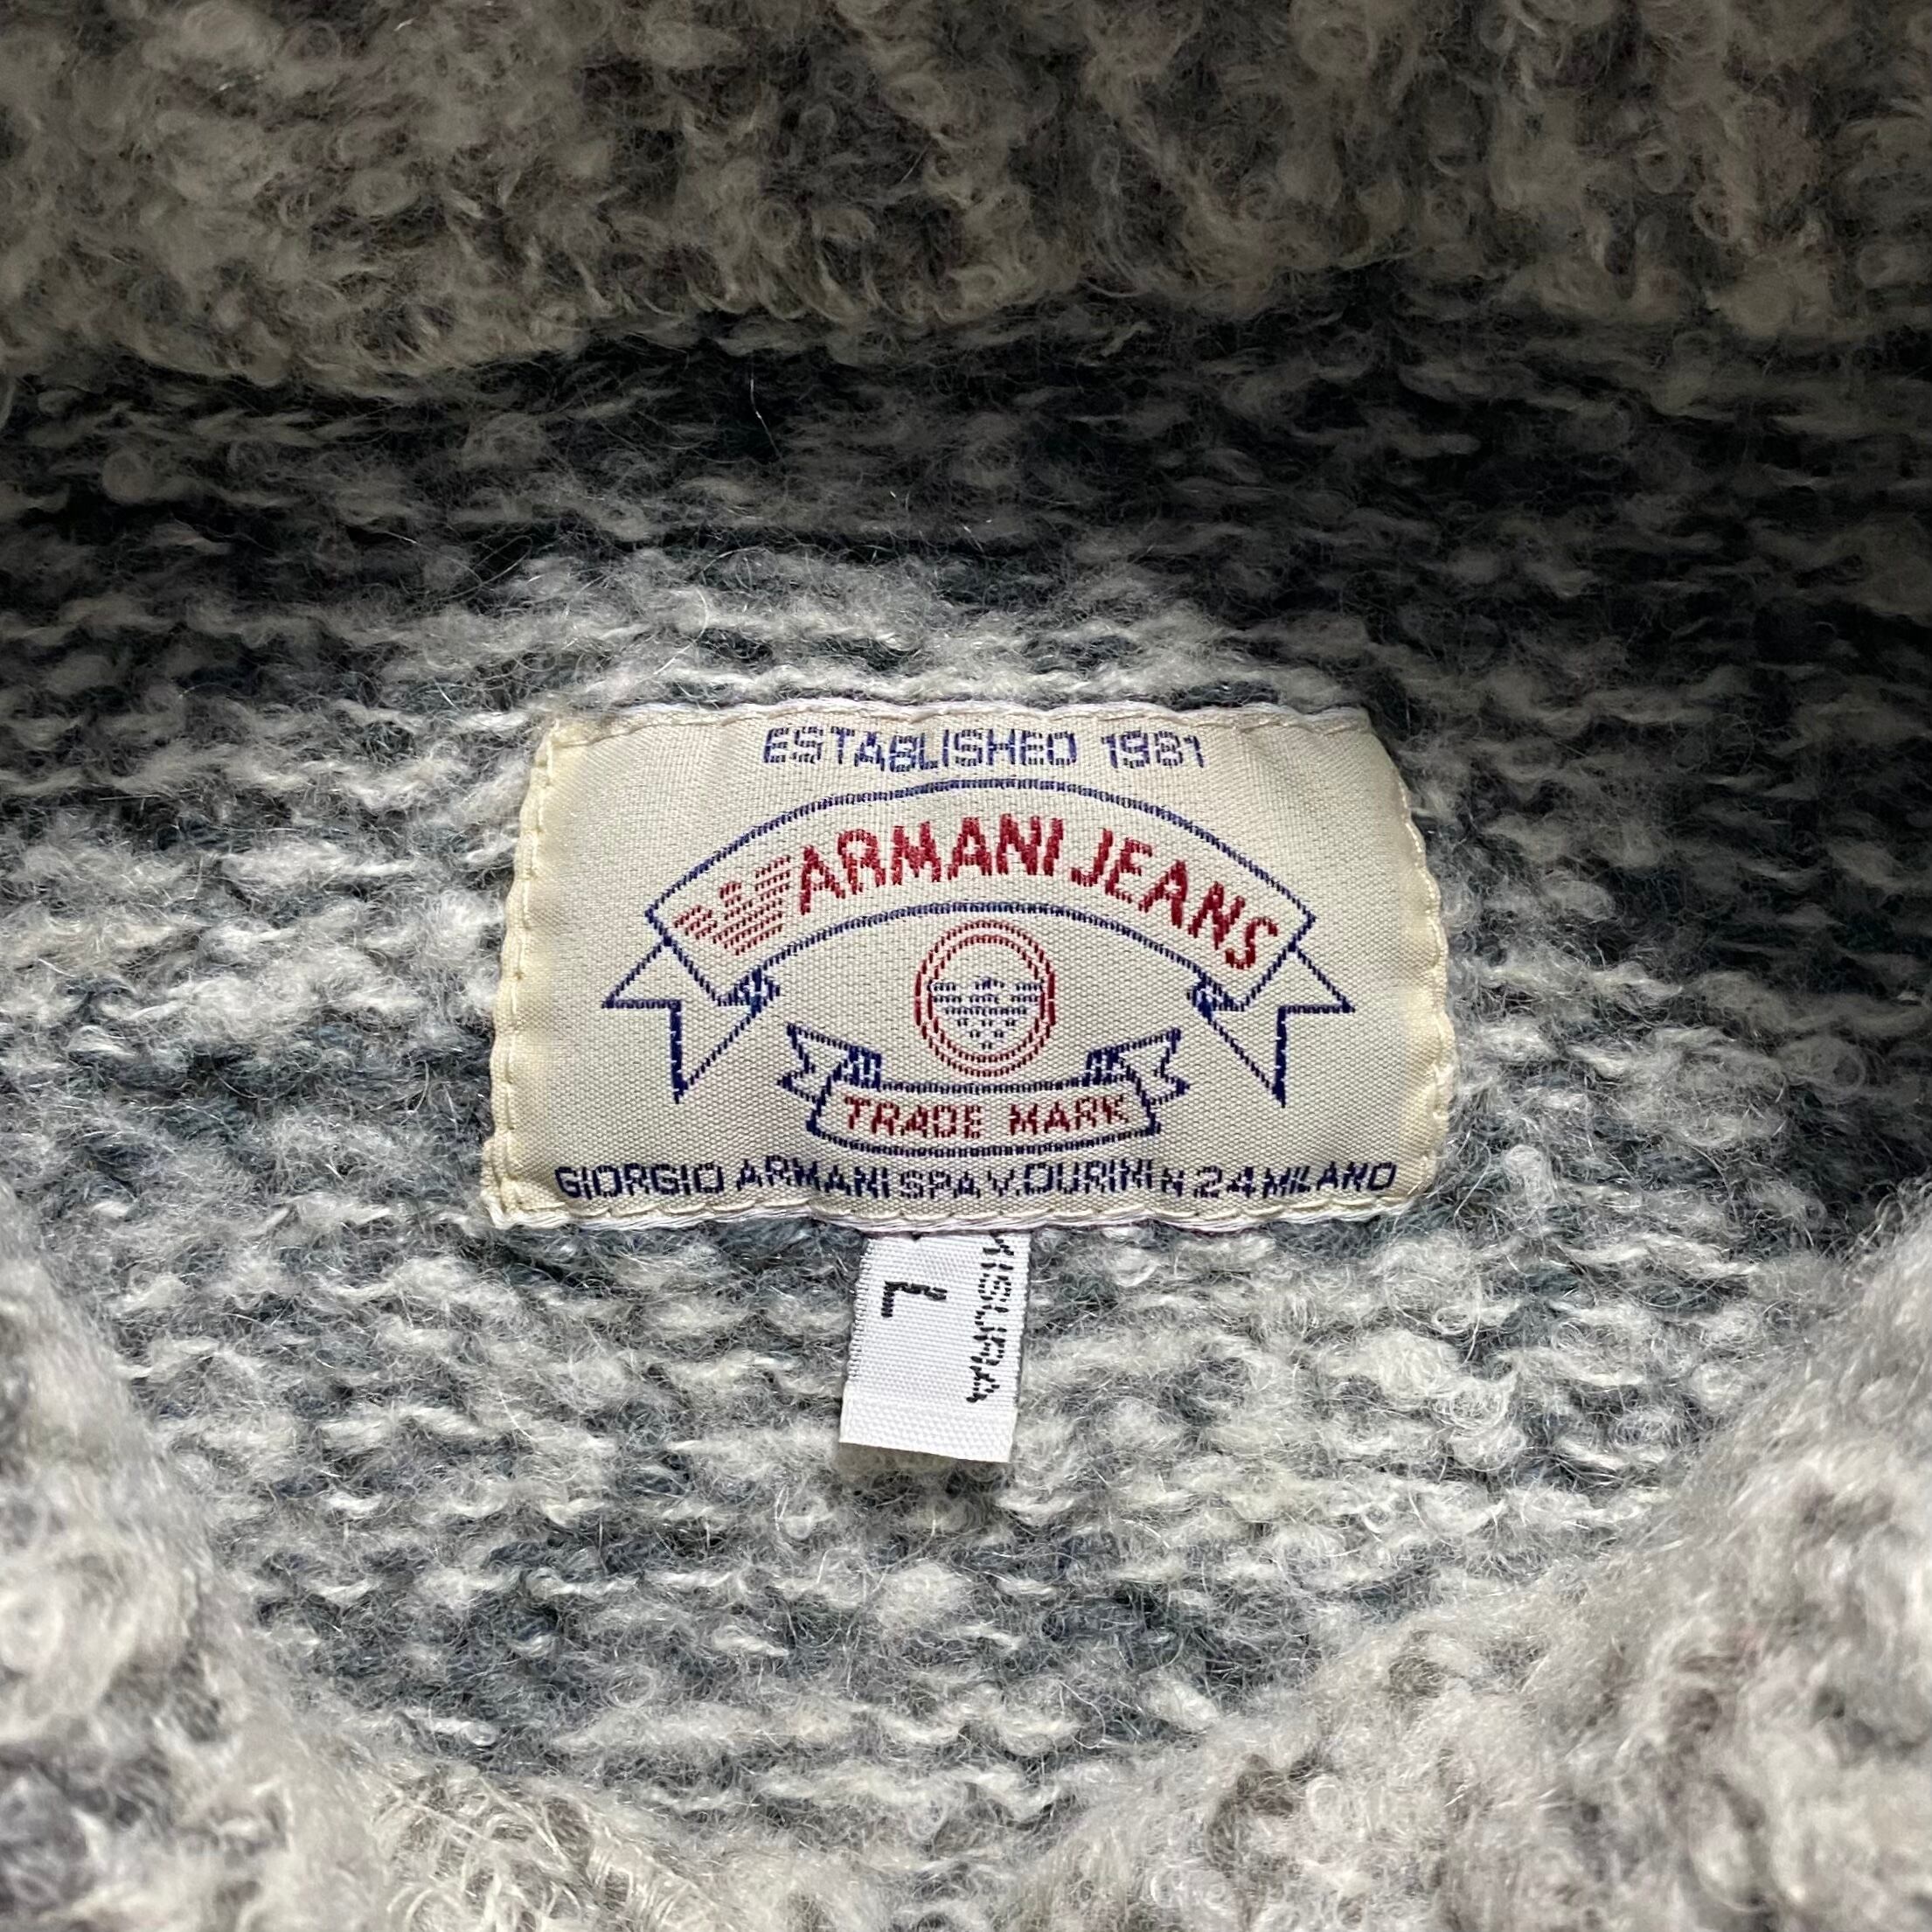 ESTABLISHED 1981
ARMANI JEANS
TRADE MARK
GIORGIO ARMANI SPA V. DURINI N 24 MILANO
L
MISURA